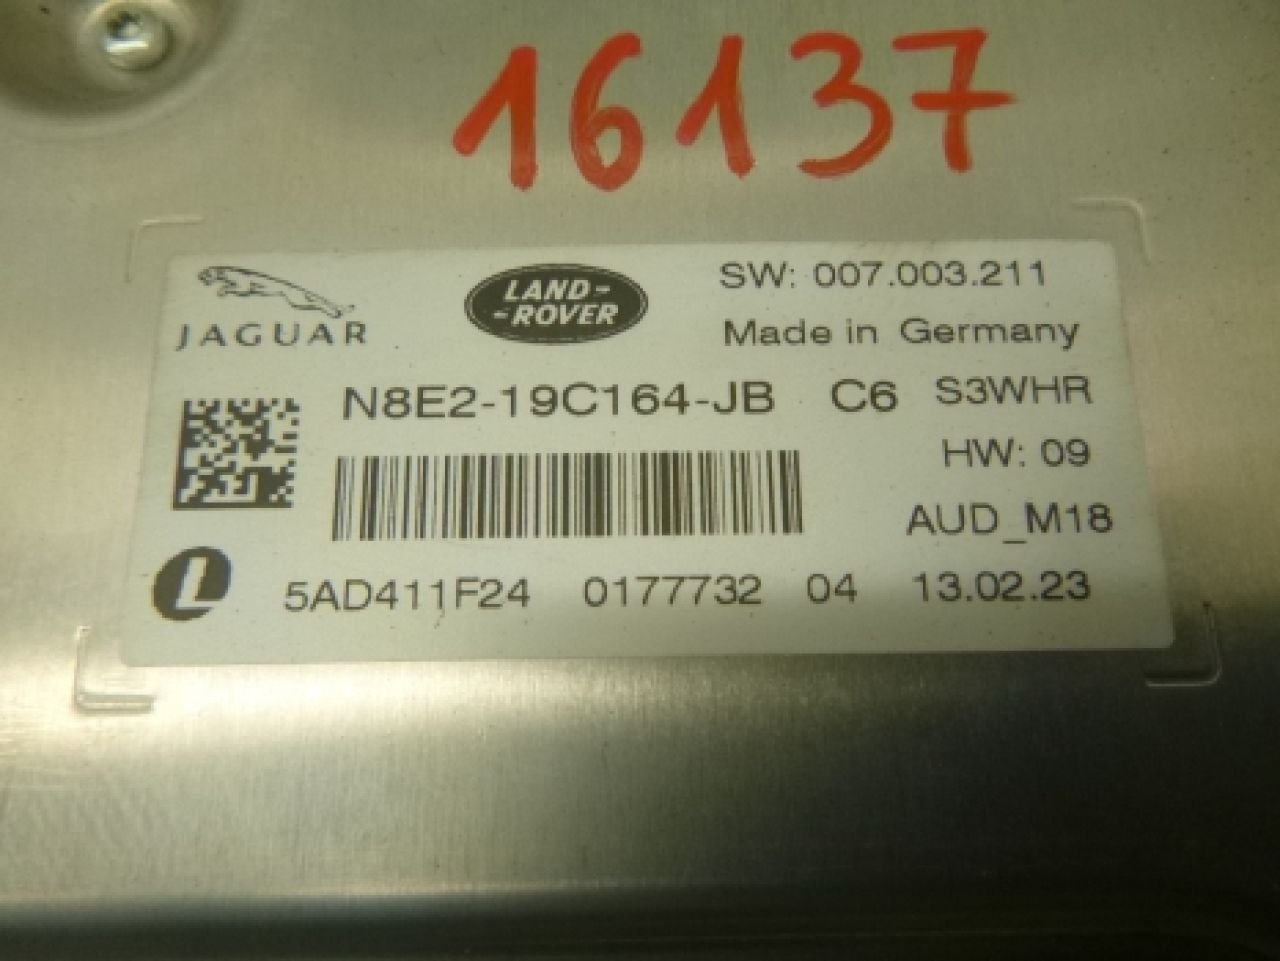 16137
JAGUAR
LAND-
-ROVER
SW: 007.003.211
Made in Germany
N8E2-19C164-JB C6 S3WHR
HW: 09
AUD_M18
L
5AD411F24 0177732 04 13.02.23